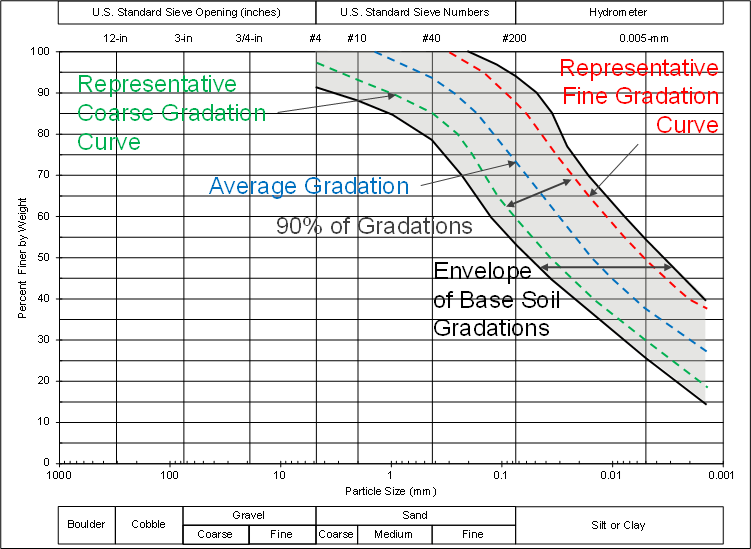 U.S. Standard Sieve Opening (inches) U.S. Standard Sieve Numbers Hydrometer
12-in 3-in 3/4-in #4 #10 #40 #200 0.005-mm
100
90
80
70
60
50
40
30
20
10
0
Percent Finer by Weight
Representative
Coarse Gradation
Curve
Representative
Fine Gradation
Curve
Average Gradation
90% of Gradations
Envelope
of Base Soil
Gradations
1000 100 10 1 0.1 0.01 0.001
Particle Size (mm)
Boulder Cobble Gravel Sand Silt or Clay
Coarse Fine Coarse Medium Fine